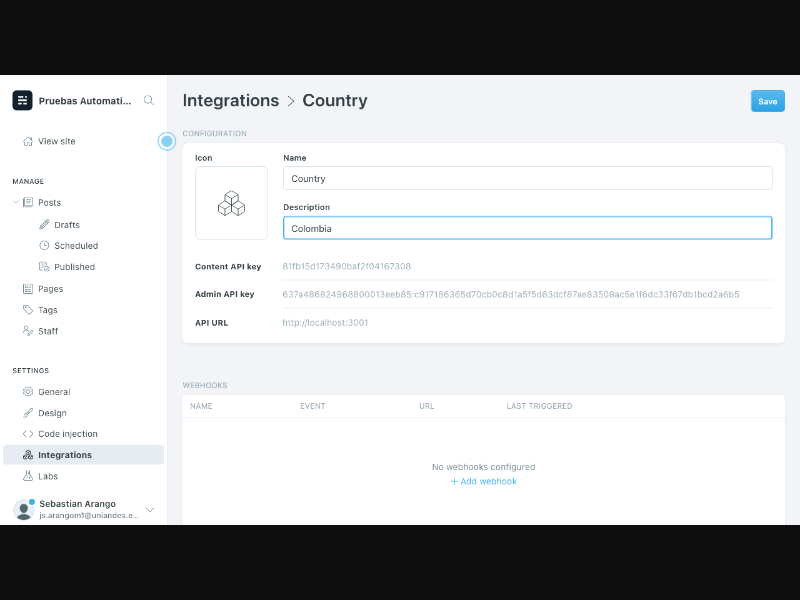 Pruebas Automati...
View site
MANAGE
Posts
Drafts
Scheduled
Published
Pages
Tags
Staff
SETTINGS
General
Design
Code injection
Integrations
Labs
Sebastian Arango
js.arangom1@uniandes.e...
Integrations > Country
Save
CONFIGURATION
Icon
Name
Country
Description
Colombia
Content API key 81fb15d173490baf2f04167308
Admin API key 637a486824968800013eeb85:c917186365d70cb0c8d1a5f5d63dcf87ae83508ac5e1f6dc33f67db1bcd2a6b5
API URL http://localhost:3001
WEBHOOKS
NAME EVENT URL LAST TRIGGERED
No webhooks configured
+ Add webhook